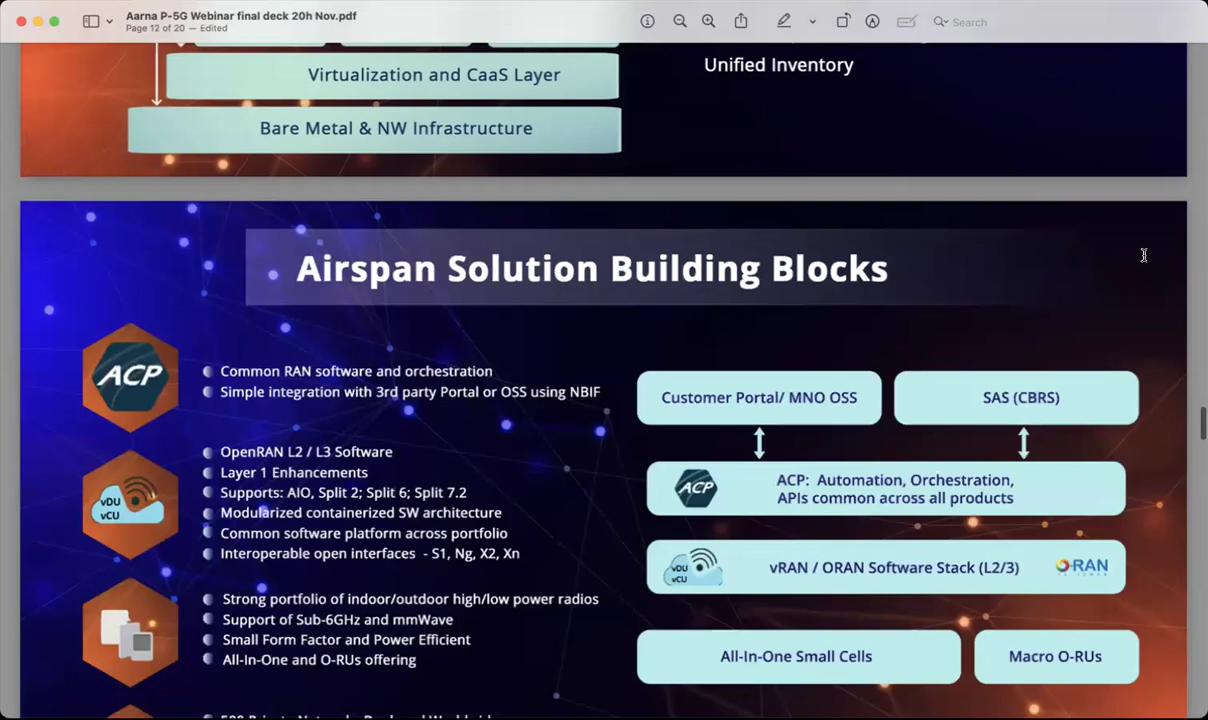 Aarna P-5G Webinar final deck 20h Nov.pdf
Page 12 of 20 — Edited
Search
Virtualization and CaaS Layer
Bare Metal & NW Infrastructure
Unified Inventory
Airspan Solution Building Blocks
ACP
Common RAN software and orchestration
Simple integration with 3rd party Portal or OSS using NBIF
vDU
vCU
OpenRAN L2 / L3 Software
Layer 1 Enhancements
Supports: AIO, Split 2; Split 6; Split 7.2
Modularized containerized SW architecture
Common software platform across portfolio
Interoperable open interfaces - S1, Ng, X2, Xn
Strong portfolio of indoor/outdoor high/low power radios
Support of Sub-6GHz and mmWave
Small Form Factor and Power Efficient
All-In-One and O-RUs offering
Customer Portal/ MNO OSS
SAS (CBRS)
ACP
ACP: Automation, Orchestration,
APIs common across all products
vDU
vCU
vRAN / ORAN Software Stack (L2/3)
O-RAN
All-In-One Small Cells
Macro O-RUs